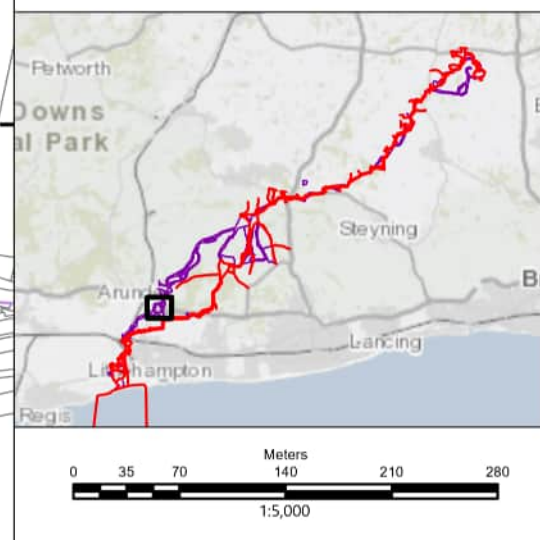 Petworth
Downs
al Park
Steyning
Arund
B
Lancing
Littlehampton
Regis
Meters
0 35 70 140 210 280
1:5,000